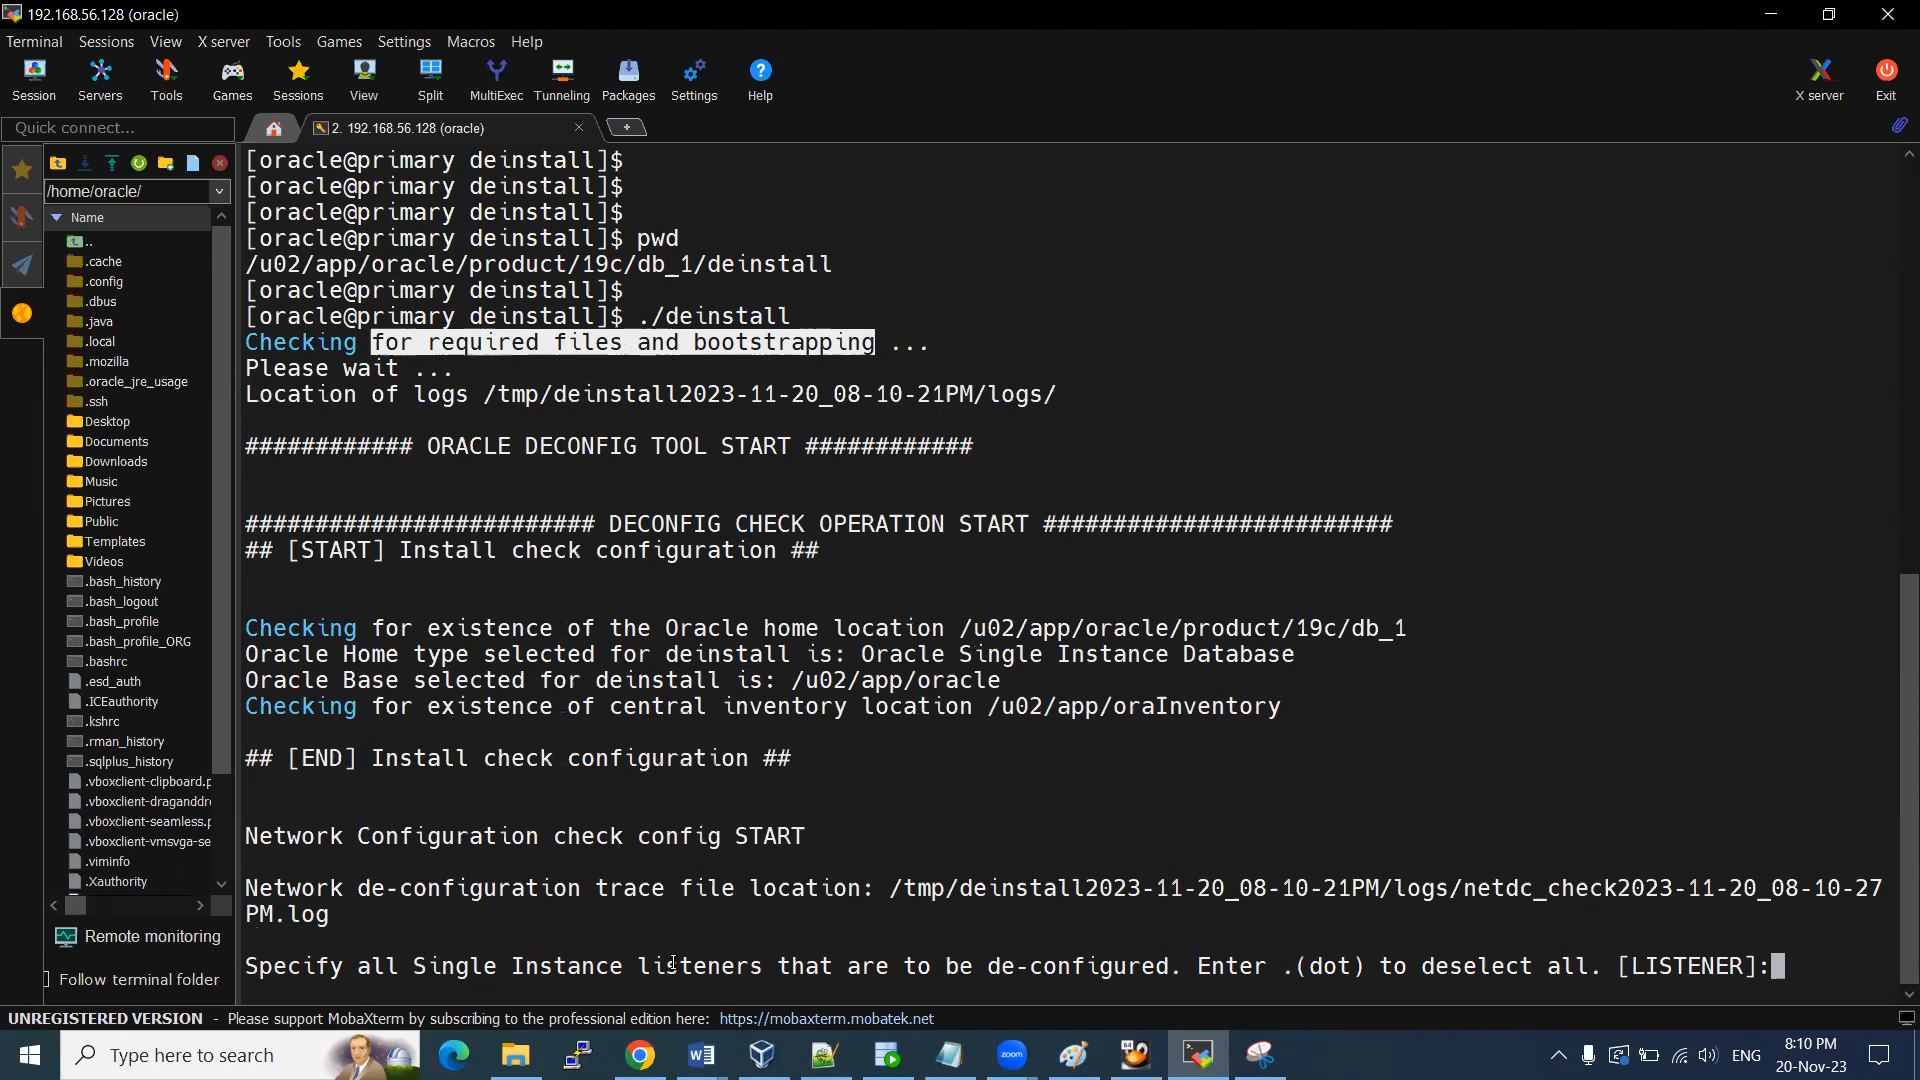 192.168.56.128 (oracle)
Terminal Sessions View X server Tools Games Settings Macros Help
Session Servers Tools Games Sessions View Split MultiExec Tunneling Packages Settings Help X server Exit
Quick connect...
2. 192.168.56.128 (oracle)
/home/oracle/
Name
..
.cache
.config
.dbus
.java
.local
.mozilla
.oracle_jre_usage
.ssh
Desktop
Documents
Downloads
Music
Pictures
Public
Templates
Videos
.bash_history
.bash_logout
.bash_profile
.bash_profile_ORG
.bashrc
.esd_auth
.ICEauthority
.kshrc
.rman_history
.sqlplus_history
.vboxclient-clipboard.p
.vboxclient-draganddr
.vboxclient-seamless.p
.vboxclient-vmsvga-se
.viminfo
.Xauthority
Remote monitoring
Follow terminal folder
[oracle@primary deinstall]$
[oracle@primary deinstall]$
[oracle@primary deinstall]$
[oracle@primary deinstall]$ pwd
/u02/app/oracle/product/19c/db_1/deinstall
[oracle@primary deinstall]$
[oracle@primary deinstall]$ ./deinstall
Checking for required files and bootstrapping ...
Please wait ...
Location of logs /tmp/deinstall2023-11-20_08-10-21PM/logs/
############ ORACLE DECONFIG TOOL START ############
######################### DECONFIG CHECK OPERATION START #########################
## [START] Install check configuration ##
Checking for existence of the Oracle home location /u02/app/oracle/product/19c/db_1
Oracle Home type selected for deinstall is: Oracle Single Instance Database
Oracle Base selected for deinstall is: /u02/app/oracle
Checking for existence of central inventory location /u02/app/oraInventory
## [END] Install check configuration ##
Network Configuration check config START
Network de-configuration trace file location: /tmp/deinstall2023-11-20_08-10-21PM/logs/netdc_check2023-11-20_08-10-27
PM.log
Specify all Single Instance listeners that are to be de-configured. Enter .(dot) to deselect all. [LISTENER]:
UNREGISTERED VERSION - Please support MobaXterm by subscribing to the professional edition here: https://mobaxterm.mobatek.net
Type here to search
zoom
64
ENG
8:10 PM
20-Nov-23